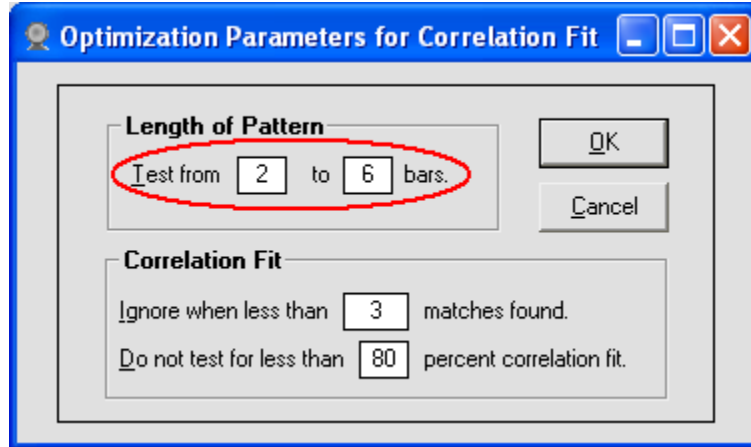 Optimization Parameters for Correlation Fit
Length of Pattern
Test from 2 to 6 bars.
OK
Cancel
Correlation Fit
Ignore when less than 3 matches found.
Do not test for less than 80 percent correlation fit.